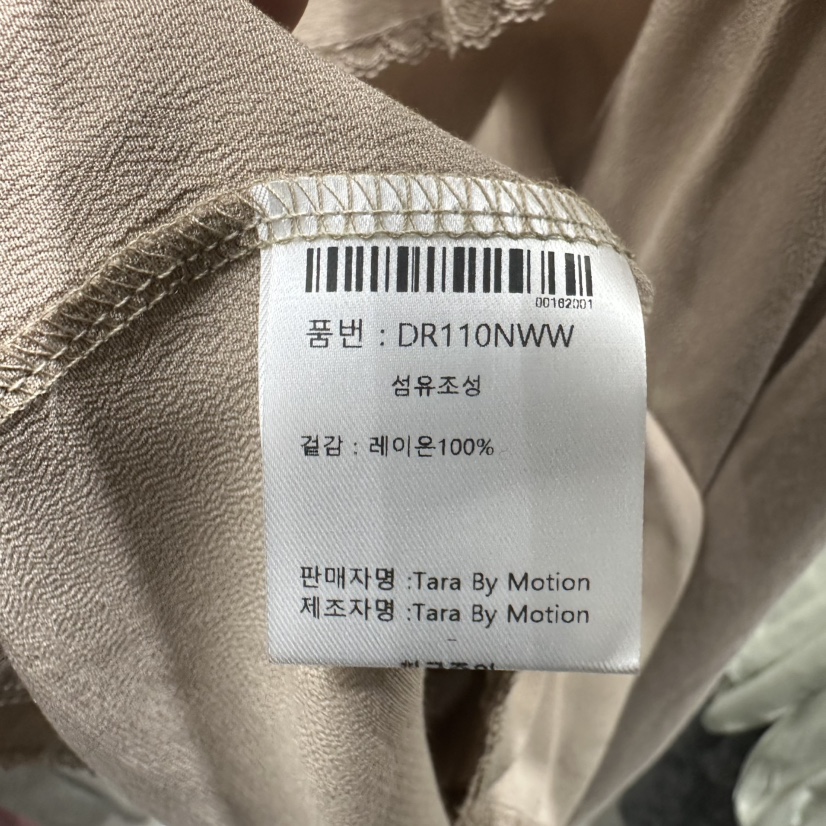 00162001
품번 : DR110NWW
섬유조성
겉감 : 레이온100%
판매자명 :Tara By Motion
제조자명 :Tara By Motion